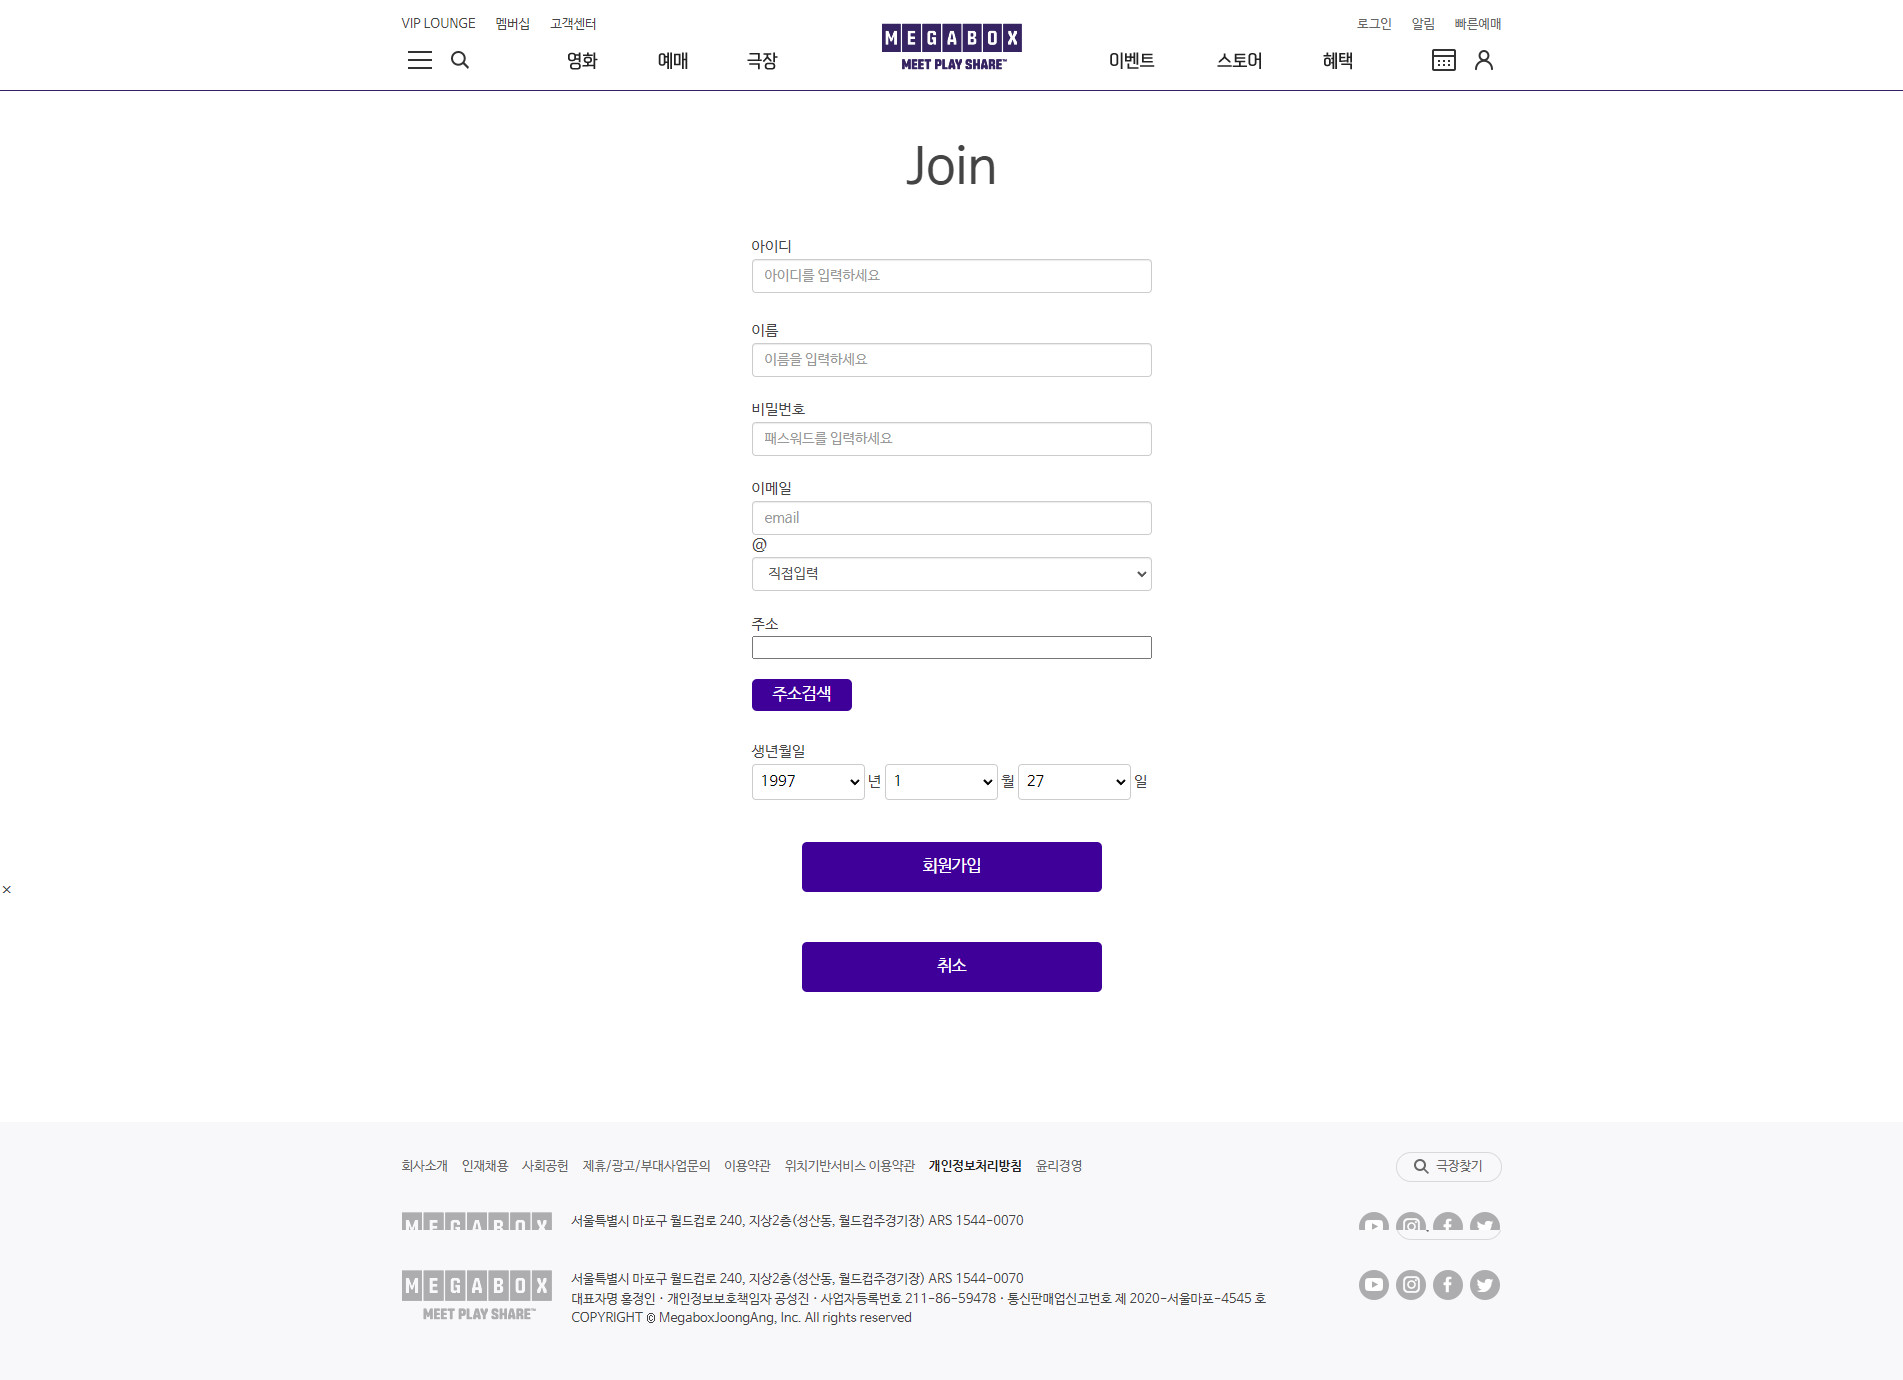 VIP LOUNGE 멤버십 고객센터
로그인 알림 빠른예매
영화 예매 극장
MEGABOX
MEET PLAY SHARE™
이벤트 스토어 혜택
Join
아이디
아이디를 입력하세요
이름
이름을 입력하세요
비밀번호
패스워드를 입력하세요
이메일
email
@
직접입력
주소
주소검색
생년월일
1997 년 1 월 27 일
회원가입
×
취소
회사소개 인재채용 사회공헌 제휴/광고/부대사업문의 이용약관 위치기반서비스 이용약관 개인정보처리방침 윤리경영
극장찾기
MEGABOX
서울특별시 마포구 월드컵로 240, 지상2층(성산동, 월드컵주경기장) ARS 1544-0070
MEGABOX
MEET PLAY SHARE™
서울특별시 마포구 월드컵로 240, 지상2층(성산동, 월드컵주경기장) ARS 1544-0070
대표자명 홍정인 · 개인정보보호책임자 공성진 · 사업자등록번호 211-86-59478 · 통신판매업신고번호 제 2020-서울마포-4545 호
COPYRIGHT © MegaboxJoongAng, Inc. All rights reserved